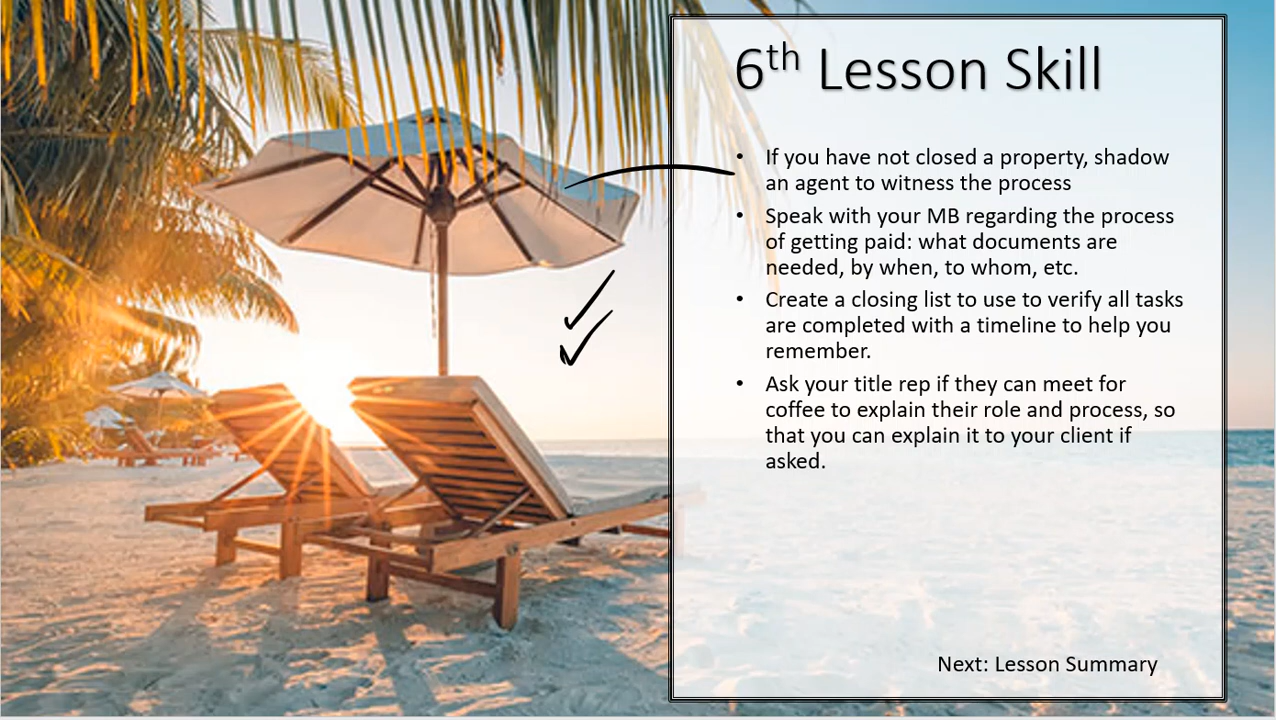 6th Lesson Skill
• If you have not closed a property, shadow
an agent to witness the process
• Speak with your MB regarding the process
of getting paid: what documents are
needed, by when, to whom, etc.
• Create a closing list to use to verify all tasks
are completed with a timeline to help you
remember.
• Ask your title rep if they can meet for
coffee to explain their role and process, so
that you can explain it to your client if
asked.
Next: Lesson Summary